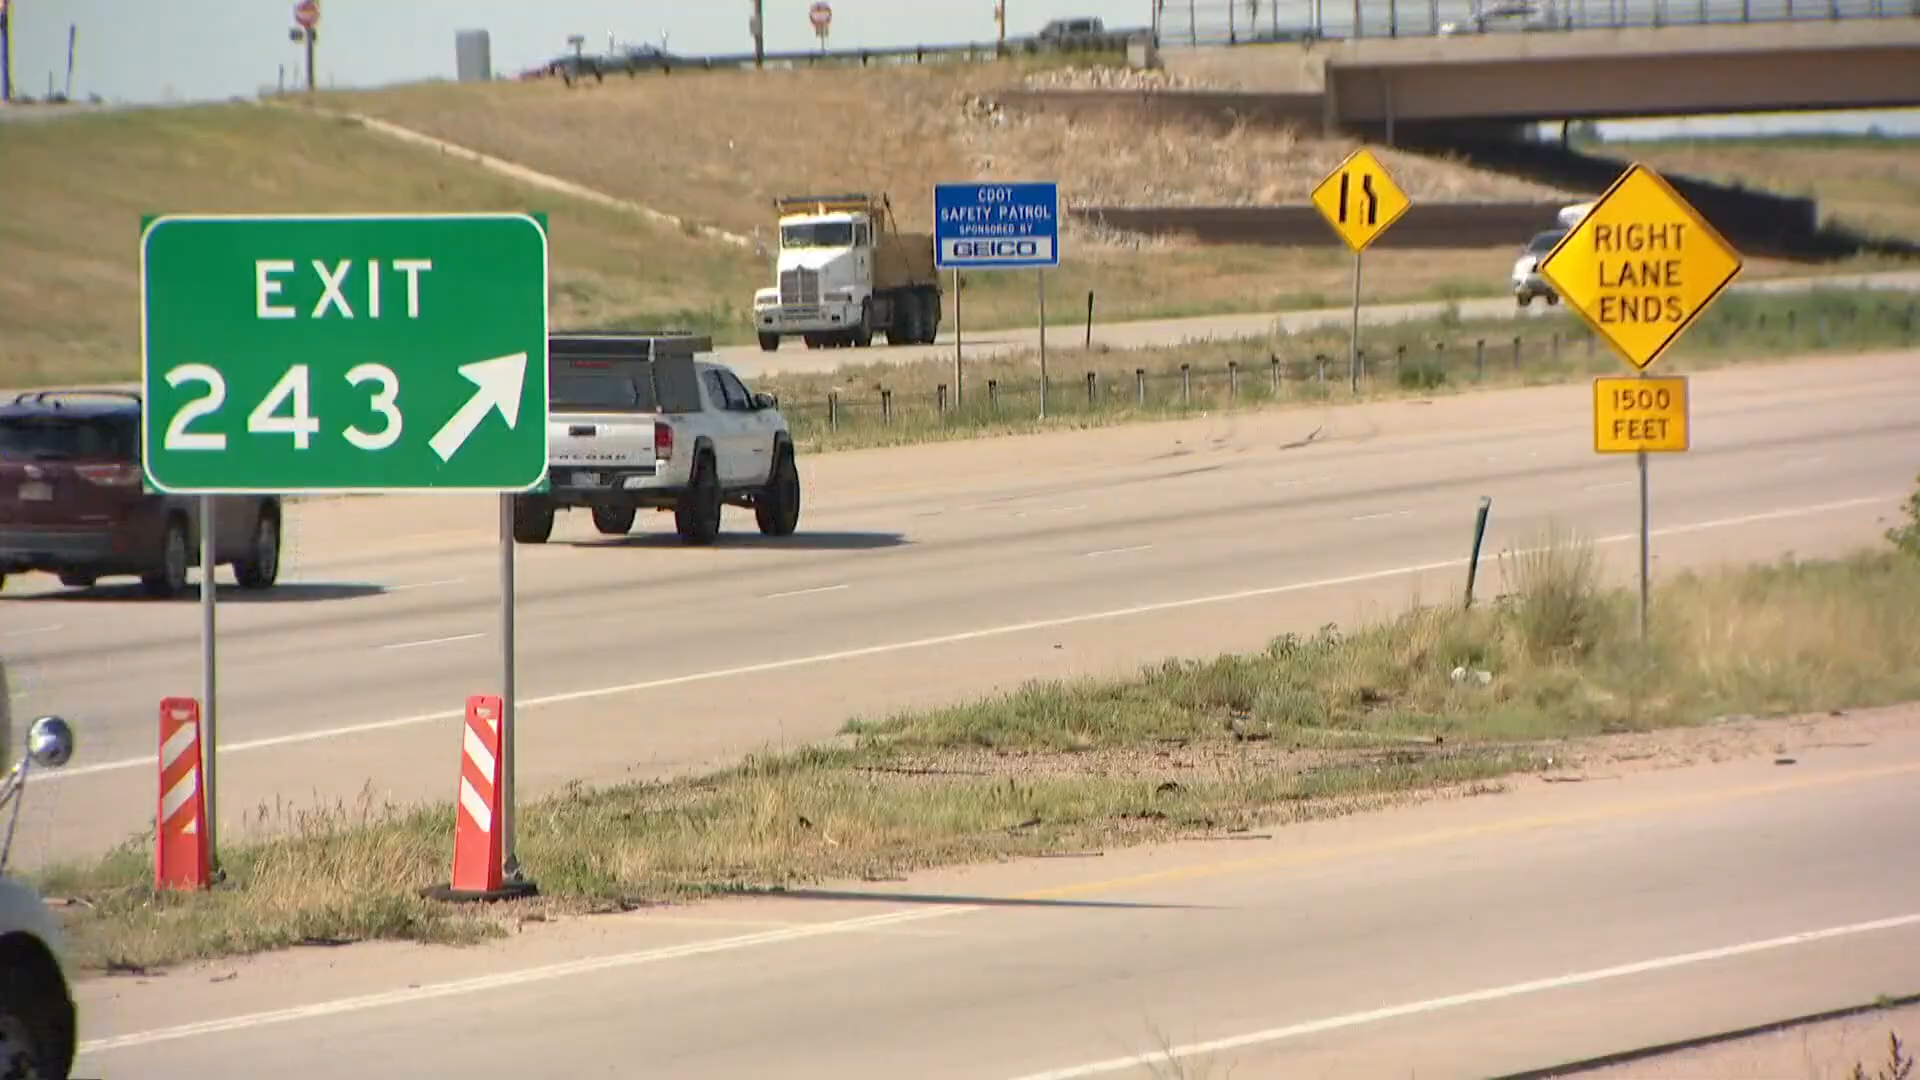 EXIT
243
CDOT
SAFETY PATROL
SPONSORED BY
GEICO
RIGHT
LANE
ENDS
1500
FEET